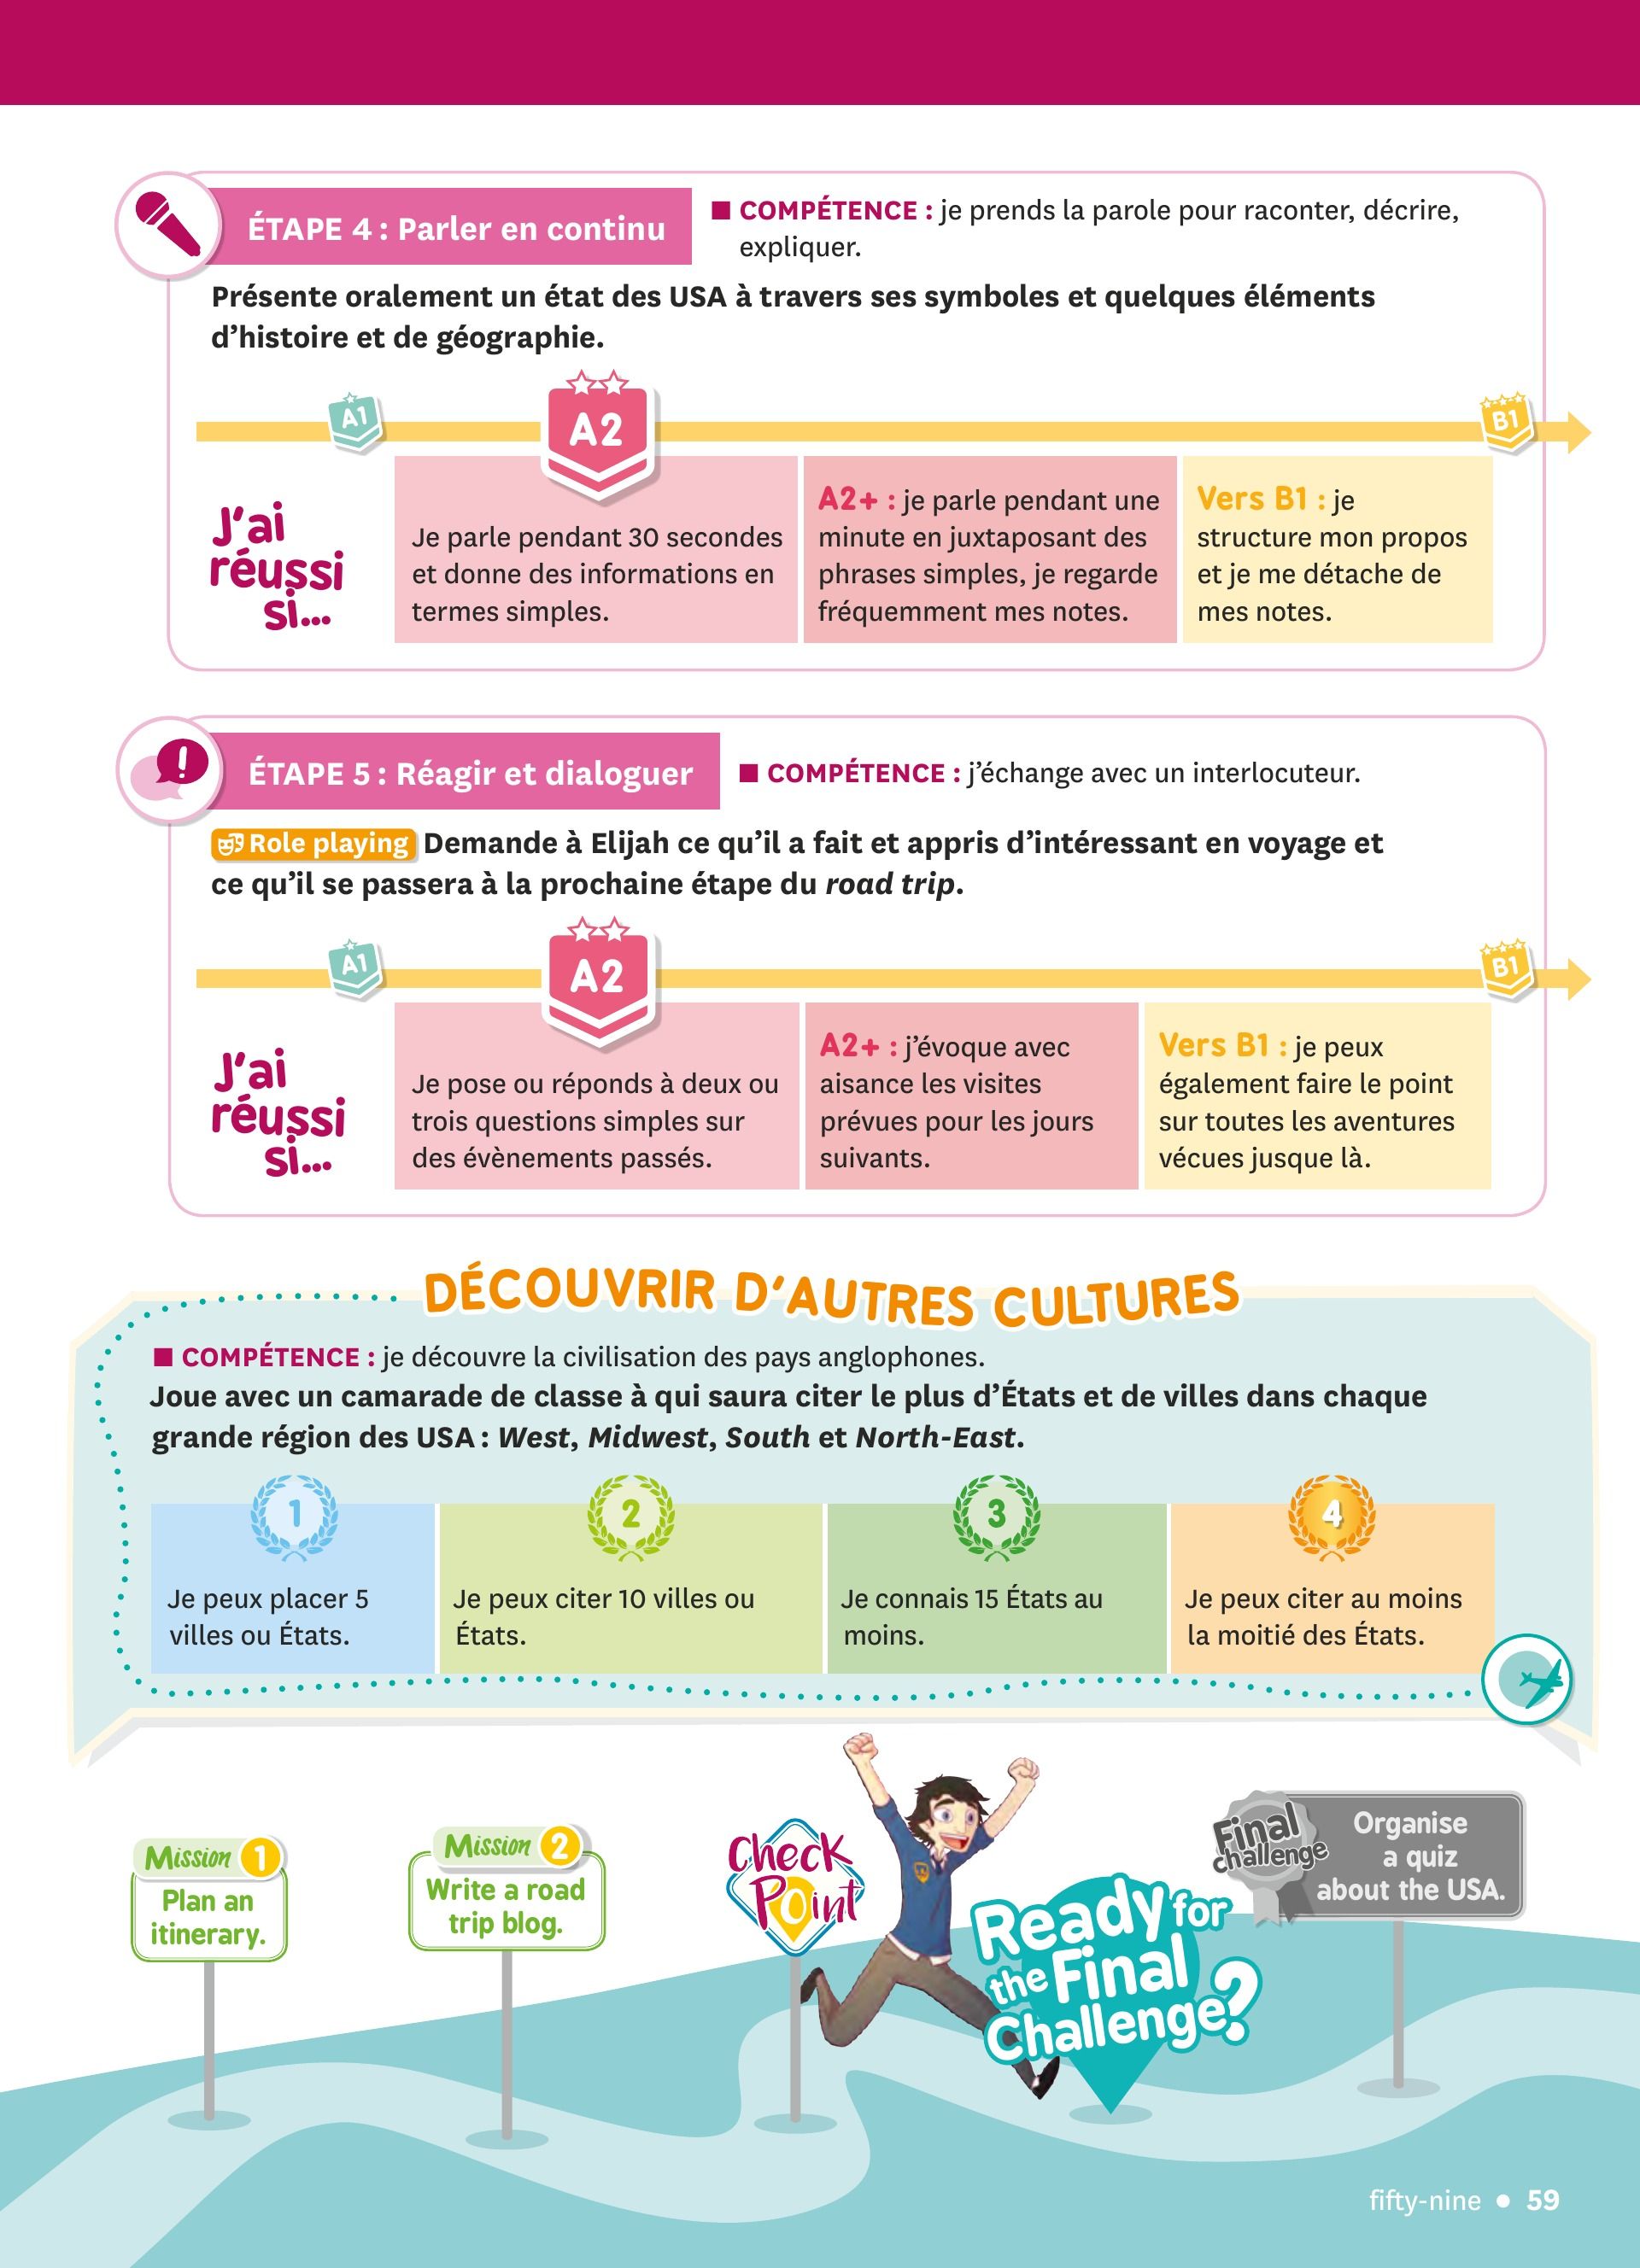 ÉTAPE 4 : Parler en continu
■ COMPÉTENCE : je prends la parole pour raconter, décrire,
expliquer.
Présente oralement un état des USA à travers ses symboles et quelques éléments
d'histoire et de géographie.
A1
A2
B1
J'ai
réussi
si...
Je parle pendant 30 secondes
et donne des informations en
termes simples.
A2+ : je parle pendant une
minute en juxtaposant des
phrases simples, je regarde
fréquemment mes notes.
Vers B1 : je
structure mon propos
et je me détache de
mes notes.
ÉTAPE 5 : Réagir et dialoguer
■ COMPÉTENCE : j'échange avec un interlocuteur.
Role playing Demande à Elijah ce qu'il a fait et appris d'intéressant en voyage et
ce qu'il se passera à la prochaine étape du road trip.
A1
A2
B1
J'ai
réussi
si...
Je pose ou réponds à deux ou
trois questions simples sur
des évènements passés.
A2+ : j'évoque avec
aisance les visites
prévues pour les jours
suivants.
Vers B1 : je peux
également faire le point
sur toutes les aventures
vécues jusque là.
DÉCOUVRIR D'AUTRES CULTURES
■ COMPÉTENCE : je découvre la civilisation des pays anglophones.
Joue avec un camarade de classe à qui saura citer le plus d'États et de villes dans chaque
grande région des USA : West, Midwest, South et North-East.
1
Je peux placer 5
villes ou États.
2
Je peux citer 10 villes ou
États.
3
Je connais 15 États au
moins.
4
Je peux citer au moins
la moitié des États.
Mission 1
Plan an
itinerary.
Mission 2
Write a road
trip blog.
Check
Point
Ready for
the Final
Challenge?
Final
challenge
Organise
a quiz
about the USA.
fifty-nine • 59